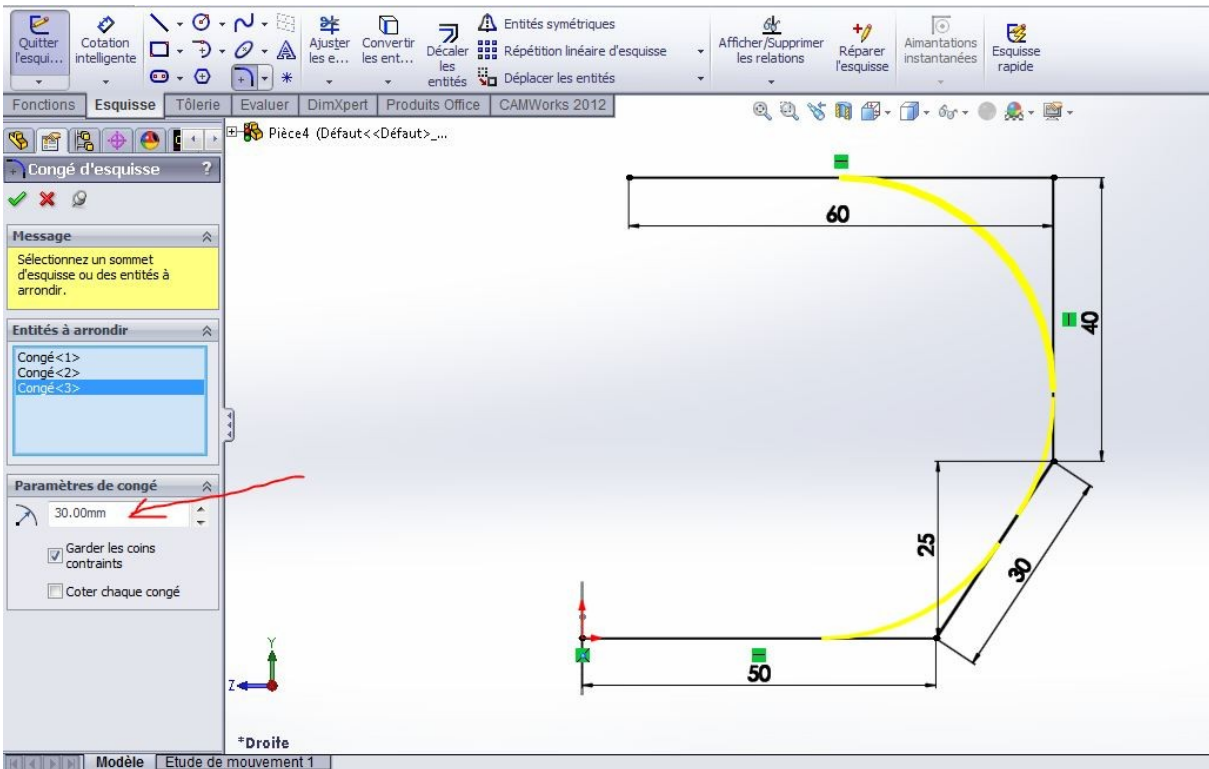 Quitter l'esqui...
Cotation intelligente
Ajuster les e...
Convertir les ent...
Décaler les entités
Entités symétriques
Répétition linéaire d'esquisse
Déplacer les entités
Afficher/Supprimer les relations
Réparer l'esquisse
Aimantations instantanées
Esquisse rapide
Fonctions Esquisse Tôlerie Evaluer DimXpert Produits Office CAMWorks 2012
Pièce4 (Défaut<<Défaut>_...
Congé d'esquisse ?
Message
Sélectionnez un sommet
d'esquisse ou des entités à
arrondir.
Entités à arrondir
Congé<1>
Congé<2>
Congé<3>
Paramètres de congé
30.00mm
Garder les coins
contraints
Coter chaque congé
60
40
25
30
50
Y
Z
*Droite
Modèle Etude de mouvement 1